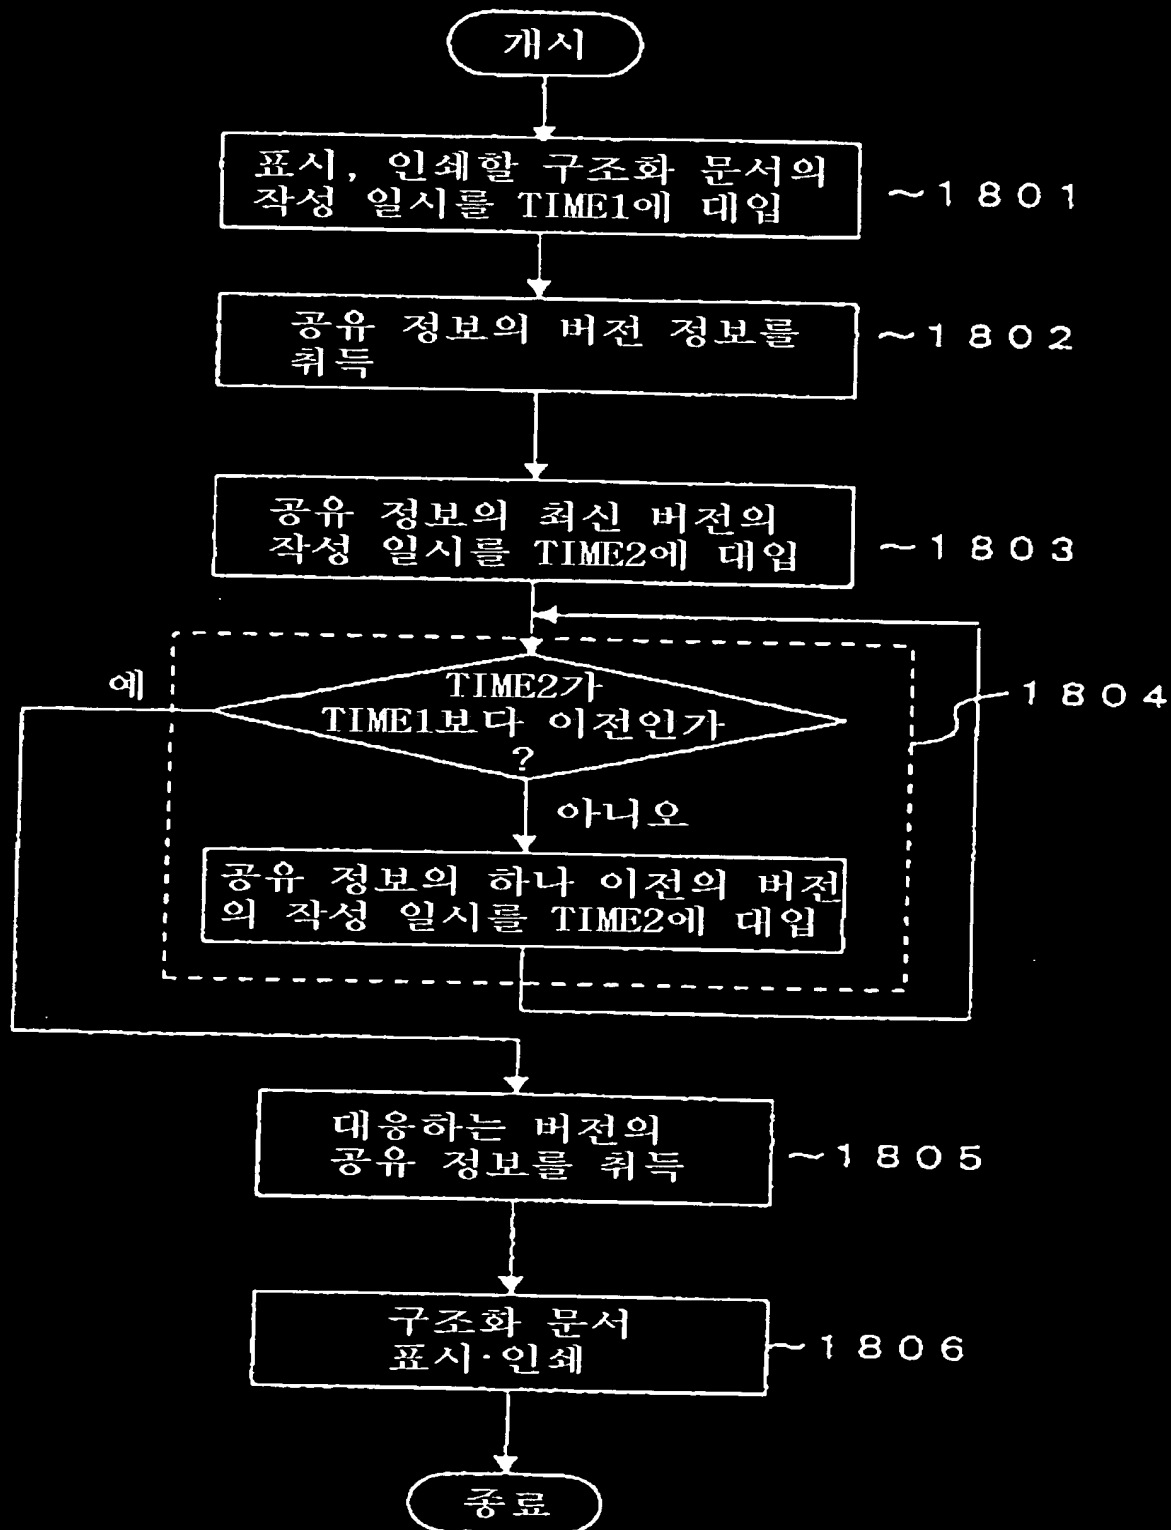 개시
표시, 인쇄할 구조화 문서의
작성 일시를 TIME1에 대입
~1801
공유 정보의 버전 정보를
취득
~1802
공유 정보의 최신 버전의
작성 일시를 TIME2에 대입
~1803
예
TIME2가
TIME1보다 이전인가
?
1804
아니오
공유 정보의 하나 이전의 버전
의 작성 일시를 TIME2에 대입
대응하는 버전의
공유 정보를 취득
~1805
구조화 문서
표시·인쇄
~1806
종료